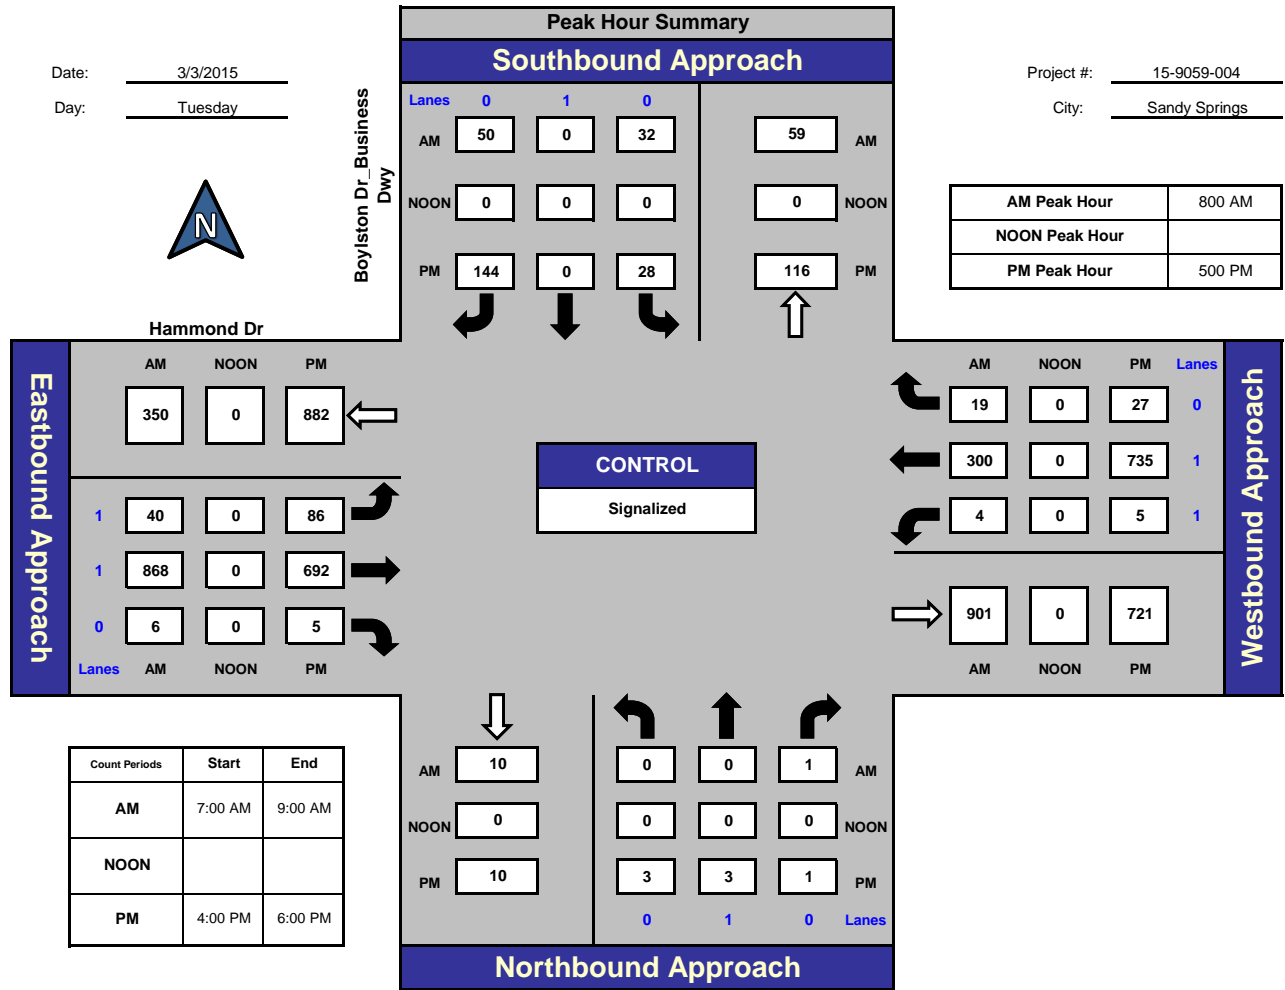 Peak Hour Summary
Southbound Approach
Date: 3/3/2015
Day: Tuesday
Project #: 15-9059-004
City: Sandy Springs
N
Boylston Dr_Business
Dwy
Lanes 0 1 0
AM 50 0 32 59 AM
NOON 0 0 0 0 NOON
PM 144 0 28 116 PM
AM Peak Hour 800 AM
NOON Peak Hour
PM Peak Hour 500 PM
Hammond Dr
Eastbound Approach
AM NOON PM
350 0 882
1 40 0 86
1 868 0 692
0 6 0 5
Lanes AM NOON PM
CONTROL
Signalized
AM NOON PM Lanes
19 0 27 0
300 0 735 1
4 0 5 1
901 0 721
AM NOON PM
Westbound Approach
Count Periods Start End
AM 7:00 AM 9:00 AM
NOON
PM 4:00 PM 6:00 PM
AM 10 0 0 1 AM
NOON 0 0 0 0 NOON
PM 10 3 3 1 PM
0 1 0 Lanes
Northbound Approach